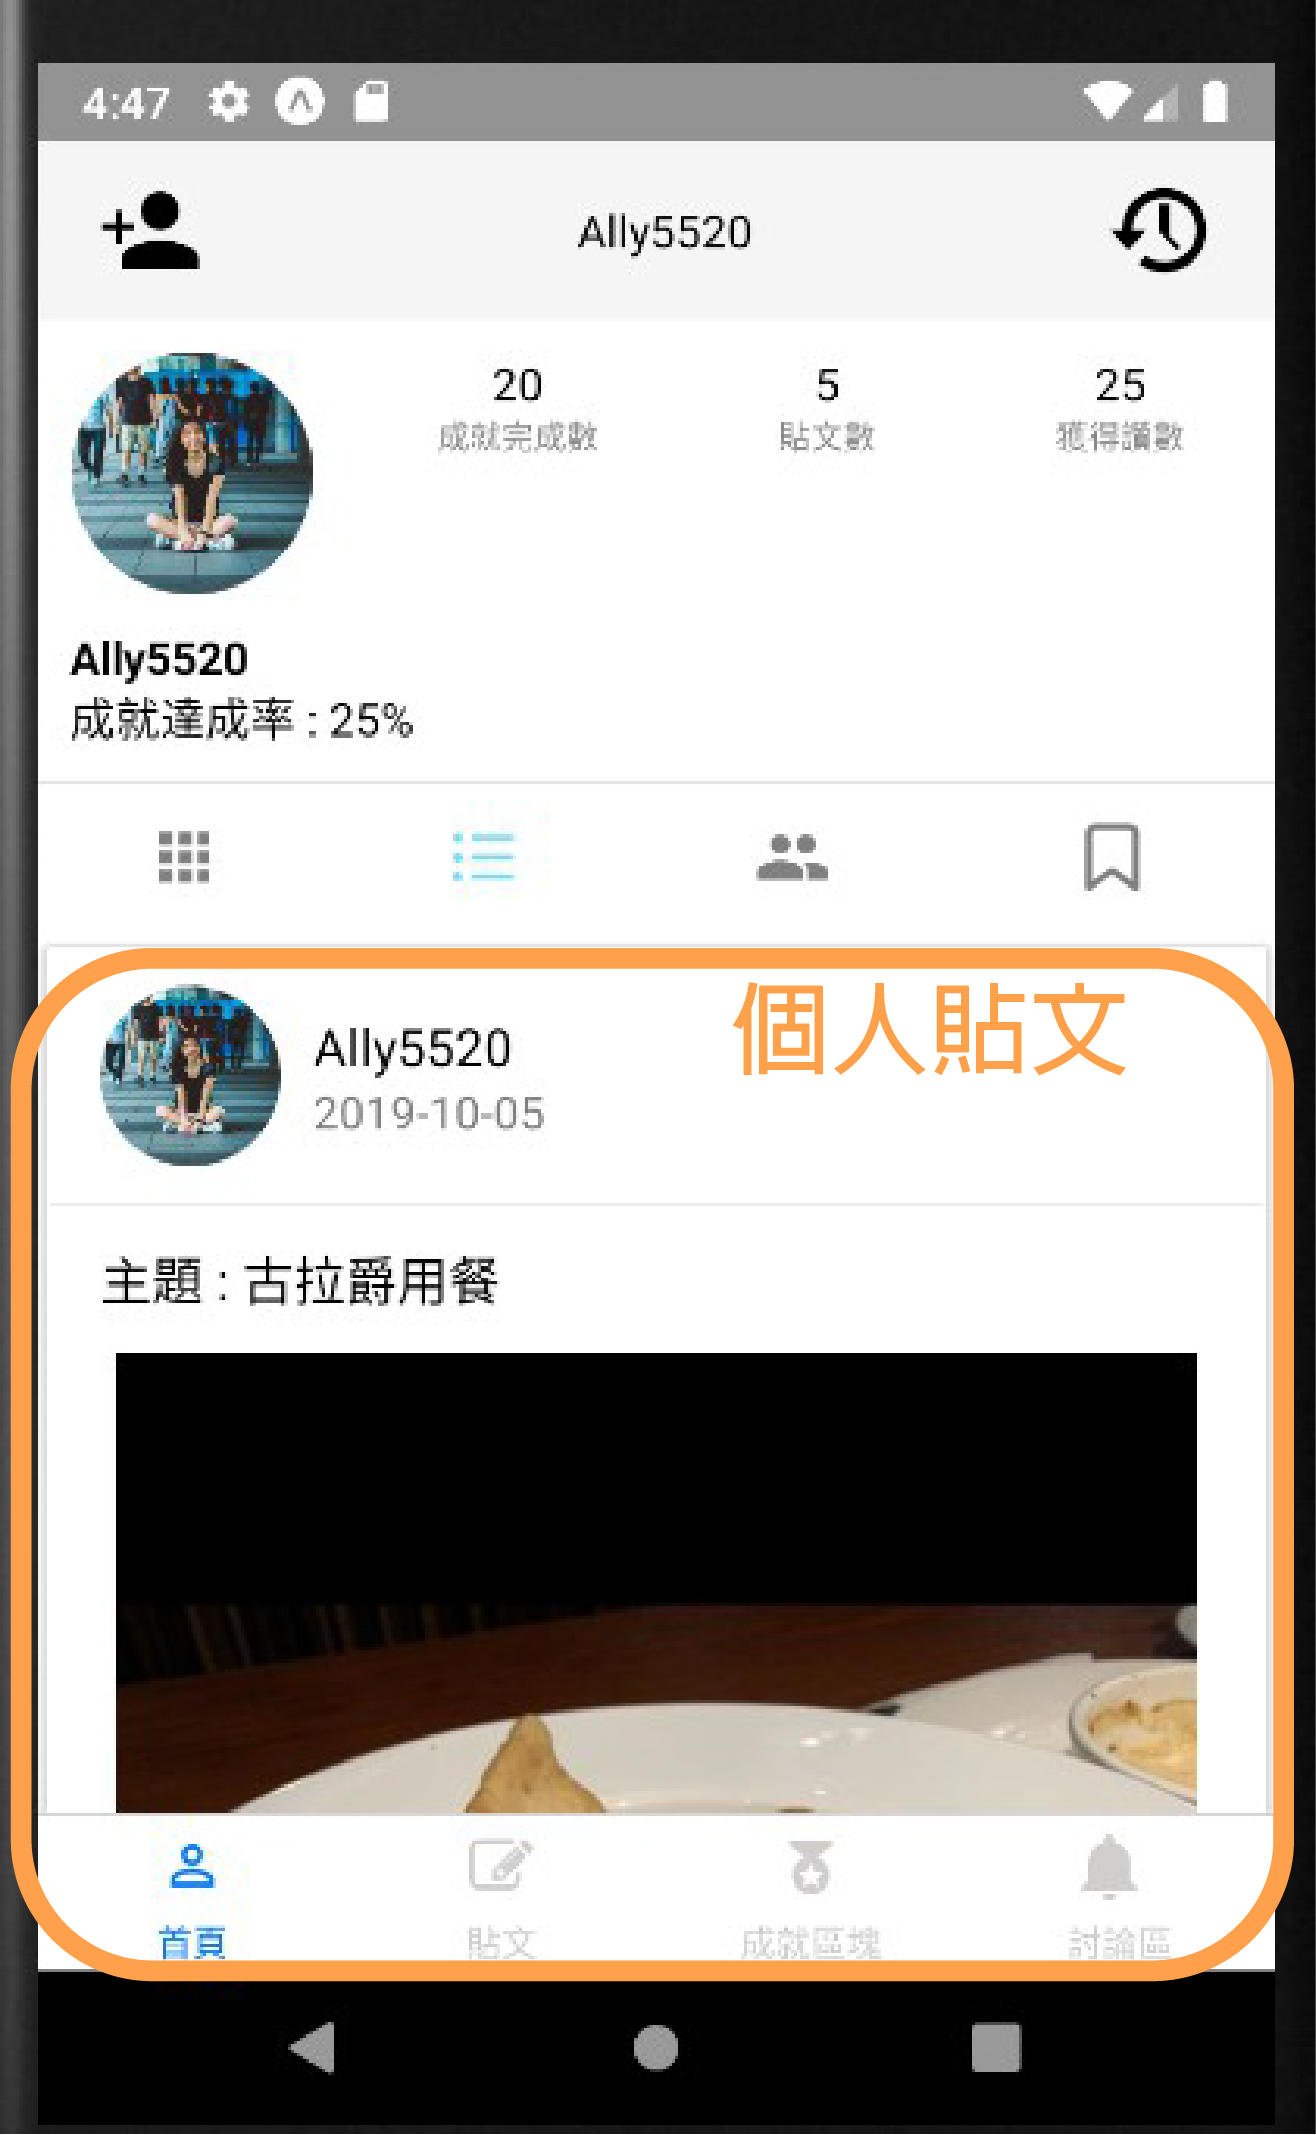 4:47
Ally5520
20
成就完成數
5
貼文數
25
獲得讚數
Ally5520
成就達成率 : 25%
個人貼文
Ally5520
2019-10-05
主題 : 古拉爵用餐
首頁
貼文
成就區塊
討論區